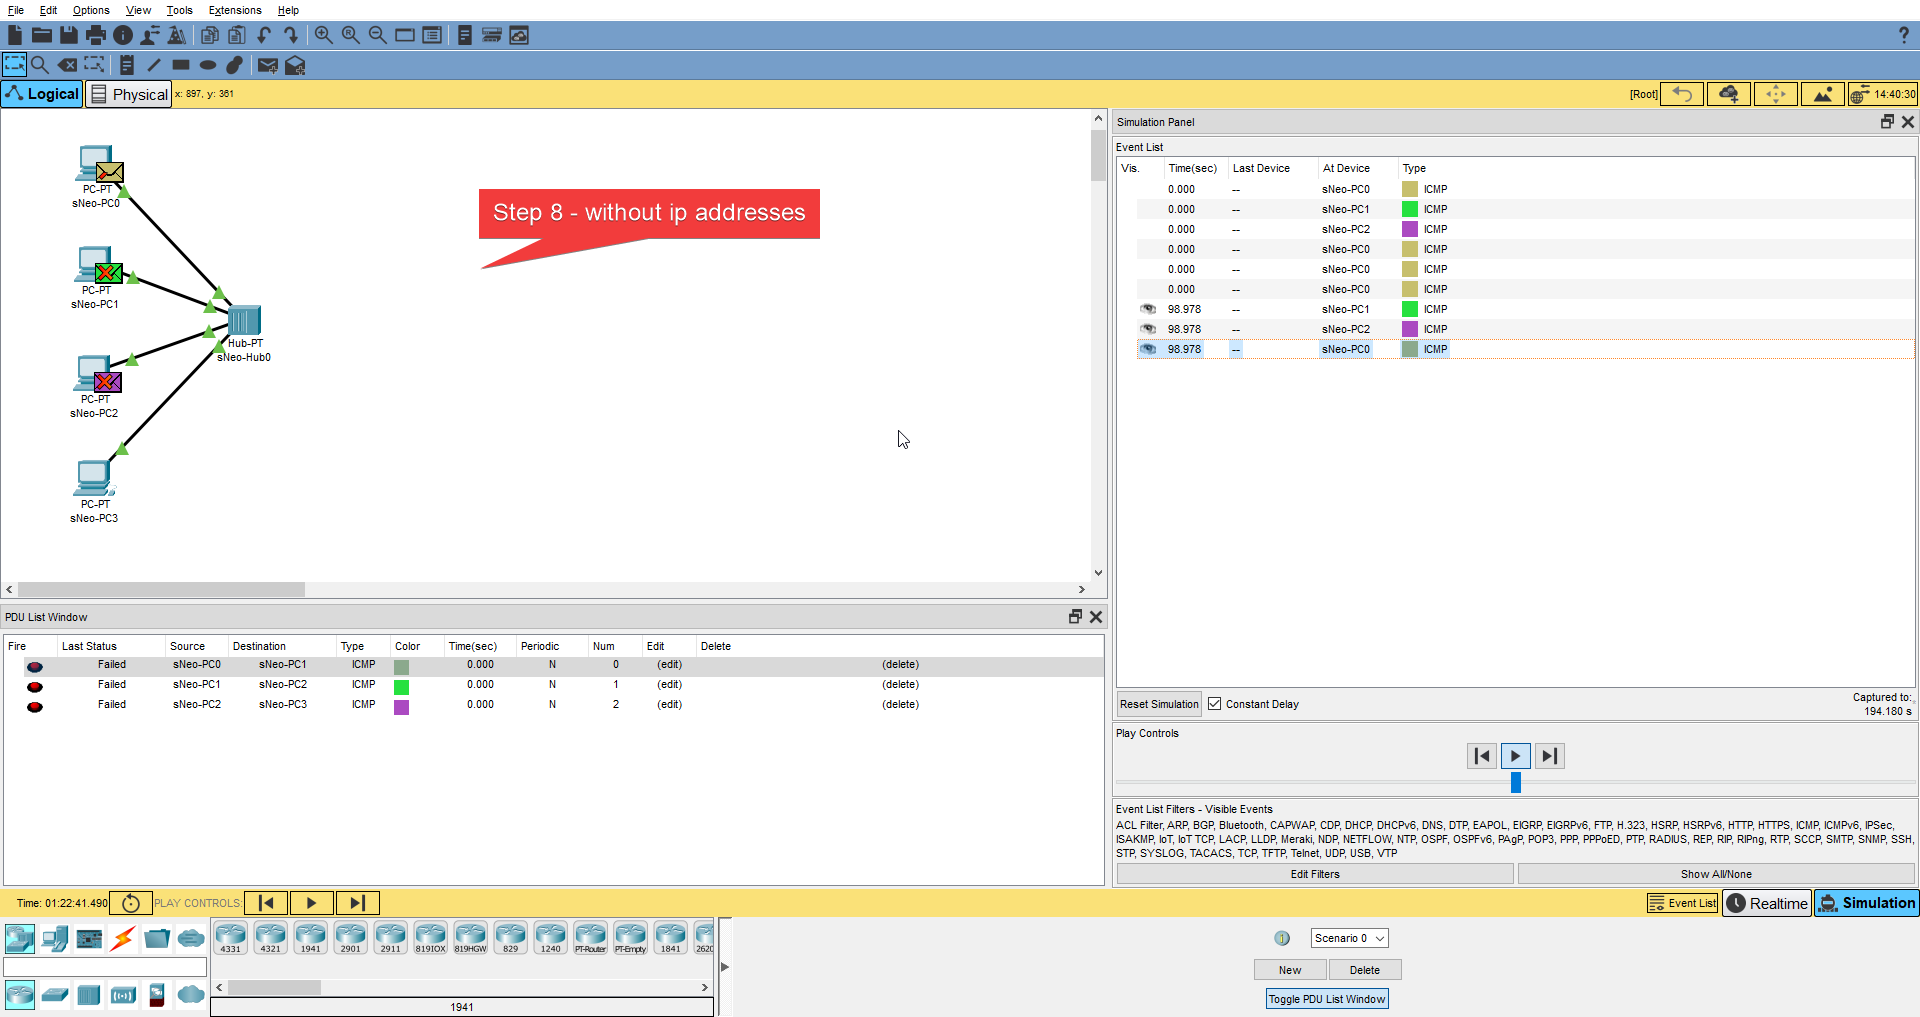 File Edit Options View Tools Extensions Help
Logical Physical x: 897, y: 361 [Root] 14:40:30
PC-PT
sNeo-PC0
PC-PT
sNeo-PC1
Hub-PT
sNeo-Hub0
PC-PT
sNeo-PC2
PC-PT
sNeo-PC3
Step 8 - without ip addresses
Simulation Panel
Event List
Vis. Time(sec) Last Device At Device Type
0.000 -- sNeo-PC0 ICMP
0.000 -- sNeo-PC1 ICMP
0.000 -- sNeo-PC2 ICMP
0.000 -- sNeo-PC0 ICMP
0.000 -- sNeo-PC0 ICMP
0.000 -- sNeo-PC0 ICMP
98.978 -- sNeo-PC1 ICMP
98.978 -- sNeo-PC2 ICMP
98.978 -- sNeo-PC0 ICMP
Reset Simulation Constant Delay Captured to:
194.180 s
Play Controls
Event List Filters - Visible Events
ACL Filter, ARP, BGP, Bluetooth, CAPWAP, CDP, DHCP, DHCPv6, DNS, DTP, EAPOL, EIGRP, EIGRPv6, FTP, H.323, HSRP, HSRPv6, HTTP, HTTPS, ICMP, ICMPv6, IPSec,
ISAKMP, IoT, IoT TCP, LACP, LLDP, Meraki, NDP, NETFLOW, NTP, OSPF, OSPFv6, PAgP, POP3, PPP, PPPoED, PTP, RADIUS, REP, RIP, RIPng, RTP, SCCP, SMTP, SNMP, SSH,
STP, SYSLOG, TACACS, TCP, TFTP, Telnet, UDP, USB, VTP
Edit Filters Show All/None
PDU List Window
Fire Last Status Source Destination Type Color Time(sec) Periodic Num Edit Delete
Failed sNeo-PC0 sNeo-PC1 ICMP 0.000 N 0 (edit) (delete)
Failed sNeo-PC1 sNeo-PC2 ICMP 0.000 N 1 (edit) (delete)
Failed sNeo-PC2 sNeo-PC3 ICMP 0.000 N 2 (edit) (delete)
Time: 01:22:41.490 PLAY CONTROLS: Event List Realtime Simulation
4331 4321 1941 2901 2911 819IOX 819HGW 829 1240 PT-Router PT-Empty 1841 2620
1941
Scenario 0
New Delete
Toggle PDU List Window